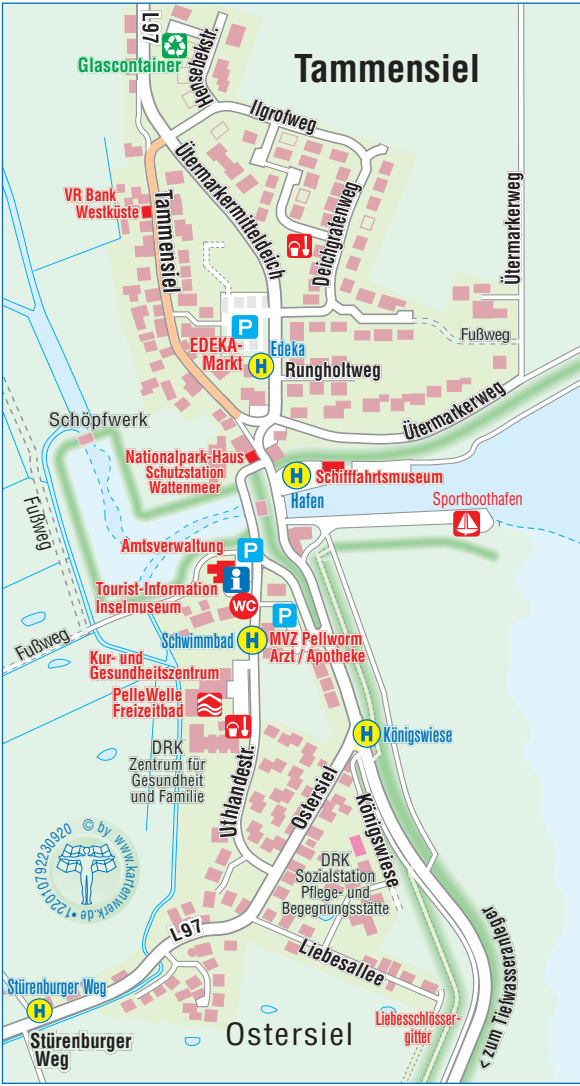 L97
Glascontainer
Hensebekstr.
Tammensiel
Ilgrofweg
Ütermarkermitteldeich
VR Bank
Westküste
Tammensiel
Deichgrafenweg
Ütermarkerweg
P
EDEKA-
Markt
H
Edeka
Rungholtweg
Fußweg
Ütermarkerweg
Schöpfwerk
Nationalpark-Haus
Schutzstation
Wattenmeer
H
Hafen
Schifffahrtsmuseum
Sportboothafen
Fußweg
Amtsverwaltung
P
i
Tourist-Information
Inselmuseum
WC
P
Fußweg
Schwimmbad
H
MVZ Pellworm
Arzt / Apotheke
Kur- und
Gesundheitszentrum
PelleWelle
Freizeitbad
H
Königswiese
DRK
Zentrum für
Gesundheit
und Familie
Uthlandestr.
Ostersiel
Königswiese
© by www.kartenwerk.de • 122010792230920
DRK
Sozialstation
Pflege- und
Begegnungsstätte
L97
Liebesallee
< zum Tiefwasseranleger
Stürenburger Weg
H
Stürenburger
Weg
Ostersiel
Liebesschlösser-
gitter